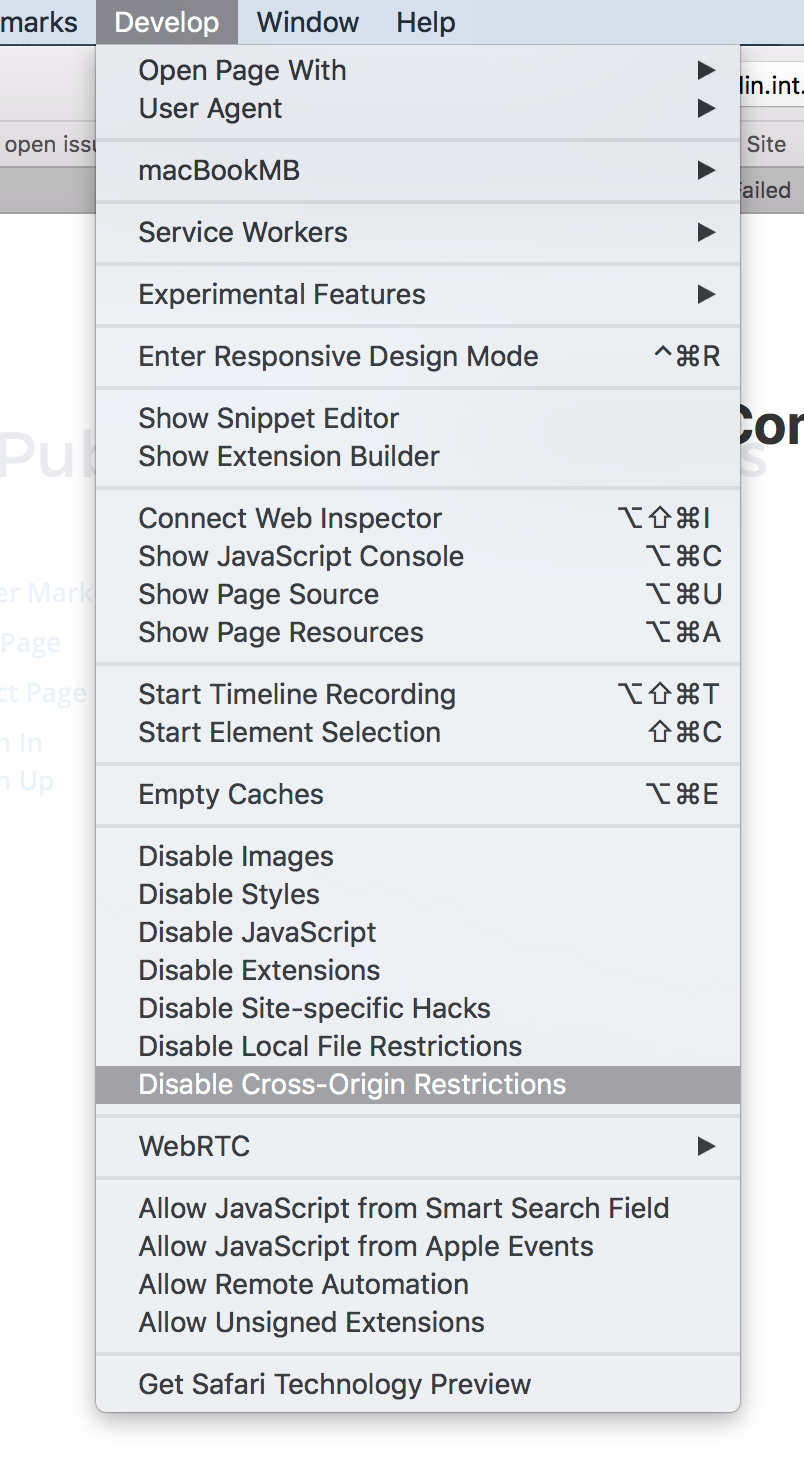 marks Develop Window Help
Open Page With
User Agent
lin.int.
open issu
Site
macBookMB
ailed
Service Workers
Experimental Features
Enter Responsive Design Mode ^⌘R
Show Snippet Editor
Con
Pub
s
Show Extension Builder
Connect Web Inspector ⌥⇧⌘I
Show JavaScript Console ⌥⌘C
Show Page Source ⌥⌘U
er Mark
Show Page Resources ⌥⌘A
Page
Start Timeline Recording ⌥⇧⌘T
ct Page
Start Element Selection ⇧⌘C
n In
n Up
Empty Caches ⌥⌘E
Disable Images
Disable Styles
Disable JavaScript
Disable Extensions
Disable Site-specific Hacks
Disable Local File Restrictions
Disable Cross-Origin Restrictions
WebRTC
Allow JavaScript from Smart Search Field
Allow JavaScript from Apple Events
Allow Remote Automation
Allow Unsigned Extensions
Get Safari Technology Preview